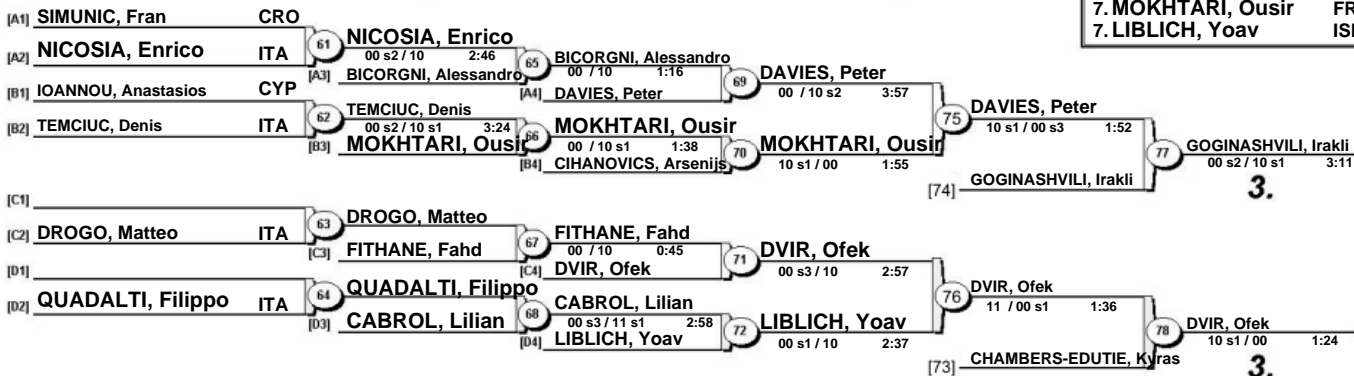 7. MOKHTARI, Ousir FR
7. LIBLICH, Yoav ISI
[A1] SIMUNIC, Fran CRO
[A2] NICOSIA, Enrico ITA
61
NICOSIA, Enrico
00 s2 / 10 2:46
[A3] BICORGNI, Alessandro
65
BICORGNI, Alessandro
00 / 10 1:16
[A4] DAVIES, Peter
69
DAVIES, Peter
00 / 10 s2 3:57
[B1] IOANNOU, Anastasios CYP
[B2] TEMCIUC, Denis ITA
62
TEMCIUC, Denis
00 s2 / 10 s1 3:24
[B3] MOKHTARI, Ousir
66
MOKHTARI, Ousir
00 / 10 s1 1:38
[B4] CIHANOVICS, Arsenijs
70
MOKHTARI, Ousir
10 s1 / 00 1:55
75
DAVIES, Peter
10 s1 / 00 s3 1:52
[74] GOGINASHVILI, Irakli
77
GOGINASHVILI, Irakli
00 s2 / 10 s1 3:11
3.
[C1]
[C2] DROGO, Matteo ITA
63
DROGO, Matteo
[C3] FITHANE, Fahd
67
FITHANE, Fahd
00 / 10 0:45
[C4] DVIR, Ofek
71
DVIR, Ofek
00 s3 / 10 2:57
[D1]
[D2] QUADALTI, Filippo ITA
64
QUADALTI, Filippo
[D3] CABROL, Lilian
68
CABROL, Lilian
00 s3 / 11 s1 2:58
[D4] LIBLICH, Yoav
72
LIBLICH, Yoav
00 s1 / 10 2:37
76
DVIR, Ofek
11 / 00 s1 1:36
[73] CHAMBERS-EDUTIE, Kyras
78
DVIR, Ofek
10 s1 / 00 1:24
3.